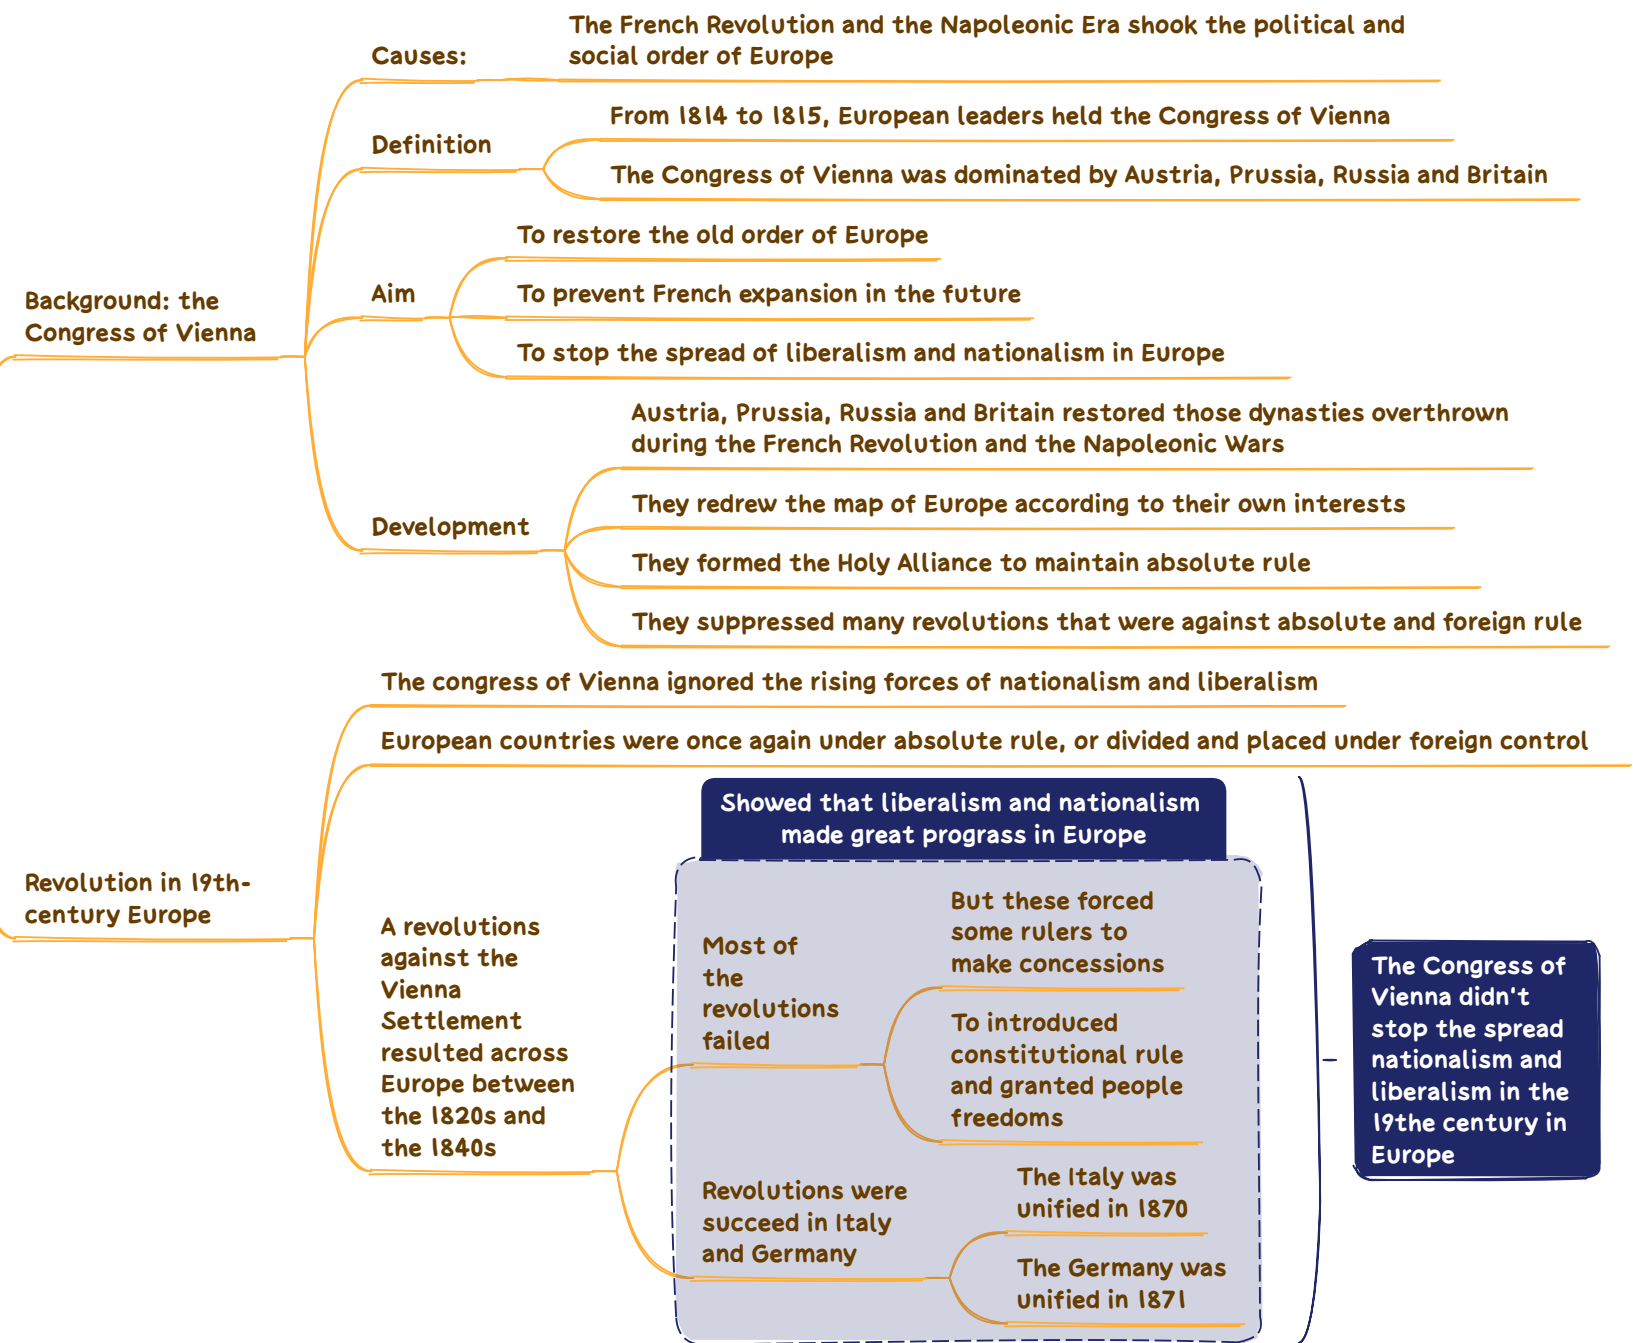 The French Revolution and the Napoleonic Era shook the political and
social order of Europe
Causes:
From 1814 to 1815, European leaders held the Congress of Vienna
Definition
The Congress of Vienna was dominated by Austria, Prussia, Russia and Britain
To restore the old order of Europe
Aim
To prevent French expansion in the future
To stop the spread of liberalism and nationalism in Europe
Background: the
Congress of Vienna
Austria, Prussia, Russia and Britain restored those dynasties overthrown
during the French Revolution and the Napoleonic Wars
They redrew the map of Europe according to their own interests
Development
They formed the Holy Alliance to maintain absolute rule
They suppressed many revolutions that were against absolute and foreign rule
The congress of Vienna ignored the rising forces of nationalism and liberalism
European countries were once again under absolute rule, or divided and placed under foreign control
Showed that liberalism and nationalism
made great prograss in Europe
Revolution in 19th-
century Europe
A revolutions
against the
Vienna
Settlement
resulted across
Europe between
the 1820s and
the 1840s
Most of
the
revolutions
failed
But these forced
some rulers to
make concessions
To introduced
constitutional rule
and granted people
freedoms
Revolutions were
succeed in Italy
and Germany
The Italy was
unified in 1870
The Germany was
unified in 1871
The Congress of
Vienna didn't
stop the spread
nationalism and
liberalism in the
19the century in
Europe